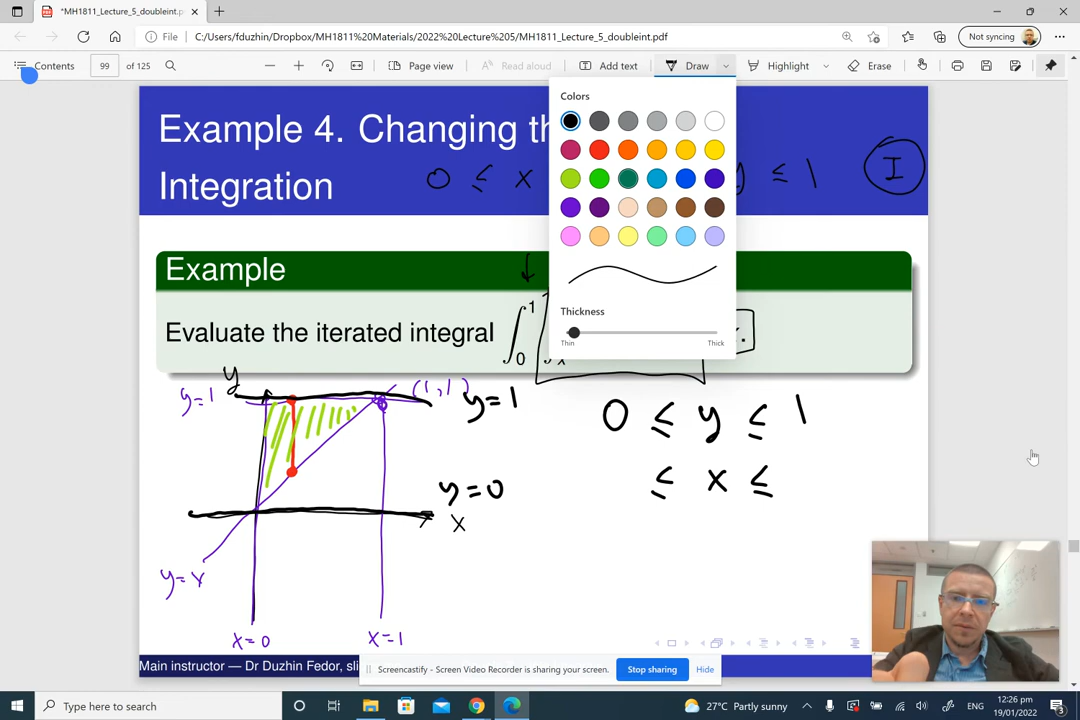 *MH1811_Lecture_5_doubleint.pdf
File C:/Users/fduzhin/Dropbox/MH1811%20Materials/2022%20Lecture%205/MH1811_Lecture_5_doubleint.pdf
Not syncing
Contents 99 of 125 Page view Read aloud Add text Draw Highlight Erase
Colors
Thickness
Thin Thick
Example 4. Changing th
Integration
0 ≤ x y ≤ 1 I
Example
Evaluate the iterated integral ∫ 0 1 ∫ x
y=1 y (1,1) y=1
0 ≤ y ≤ 1
≤ x ≤
y=0
x
y=x
x=0 x=1
Main instructor — Dr Duzhin Fedor, sli
Screencastify - Screen Video Recorder is sharing your screen. Stop sharing Hide
Type here to search
27°C Partly sunny
12:26 pm
19/01/2022
3